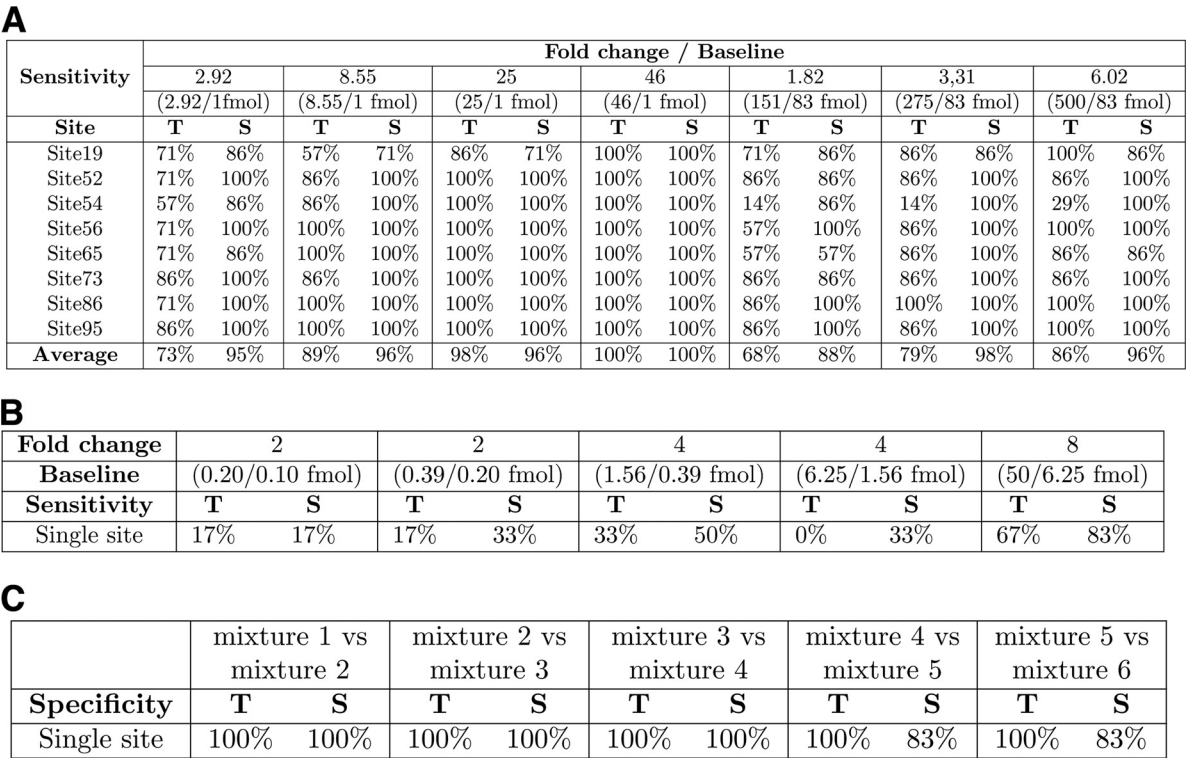 A
Fold change / Baseline
Sensitivity 2.92 8.55 25 46 1.82 3,31 6.02
(2.92/1fmol) (8.55/1 fmol) (25/1 fmol) (46/1 fmol) (151/83 fmol) (275/83 fmol) (500/83 fmol)
Site T S T S T S T S T S T S T S
Site19 71% 86% 57% 71% 86% 71% 100% 100% 71% 86% 86% 86% 100% 86%
Site52 71% 100% 86% 100% 100% 100% 100% 100% 86% 86% 86% 100% 86% 100%
Site54 57% 86% 86% 100% 100% 100% 100% 100% 14% 86% 14% 100% 29% 100%
Site56 71% 100% 100% 100% 100% 100% 100% 100% 57% 100% 86% 100% 100% 100%
Site65 71% 86% 100% 100% 100% 100% 100% 100% 57% 57% 86% 100% 86% 86%
Site73 86% 100% 86% 100% 100% 100% 100% 100% 86% 86% 86% 100% 86% 100%
Site86 71% 100% 100% 100% 100% 100% 100% 100% 86% 100% 100% 100% 100% 100%
Site95 86% 100% 100% 100% 100% 100% 100% 100% 86% 100% 86% 100% 100% 100%
Average 73% 95% 89% 96% 98% 96% 100% 100% 68% 88% 79% 98% 86% 96%
B
Fold change 2 2 4 4 8
Baseline (0.20/0.10 fmol) (0.39/0.20 fmol) (1.56/0.39 fmol) (6.25/1.56 fmol) (50/6.25 fmol)
Sensitivity T S T S T S T S T S
Single site 17% 17% 17% 33% 33% 50% 0% 33% 67% 83%
C
mixture 1 vs mixture 2 vs mixture 3 vs mixture 4 vs mixture 5 vs
mixture 2 mixture 3 mixture 4 mixture 5 mixture 6
Specificity T S T S T S T S T S
Single site 100% 100% 100% 100% 100% 100% 100% 83% 100% 83%